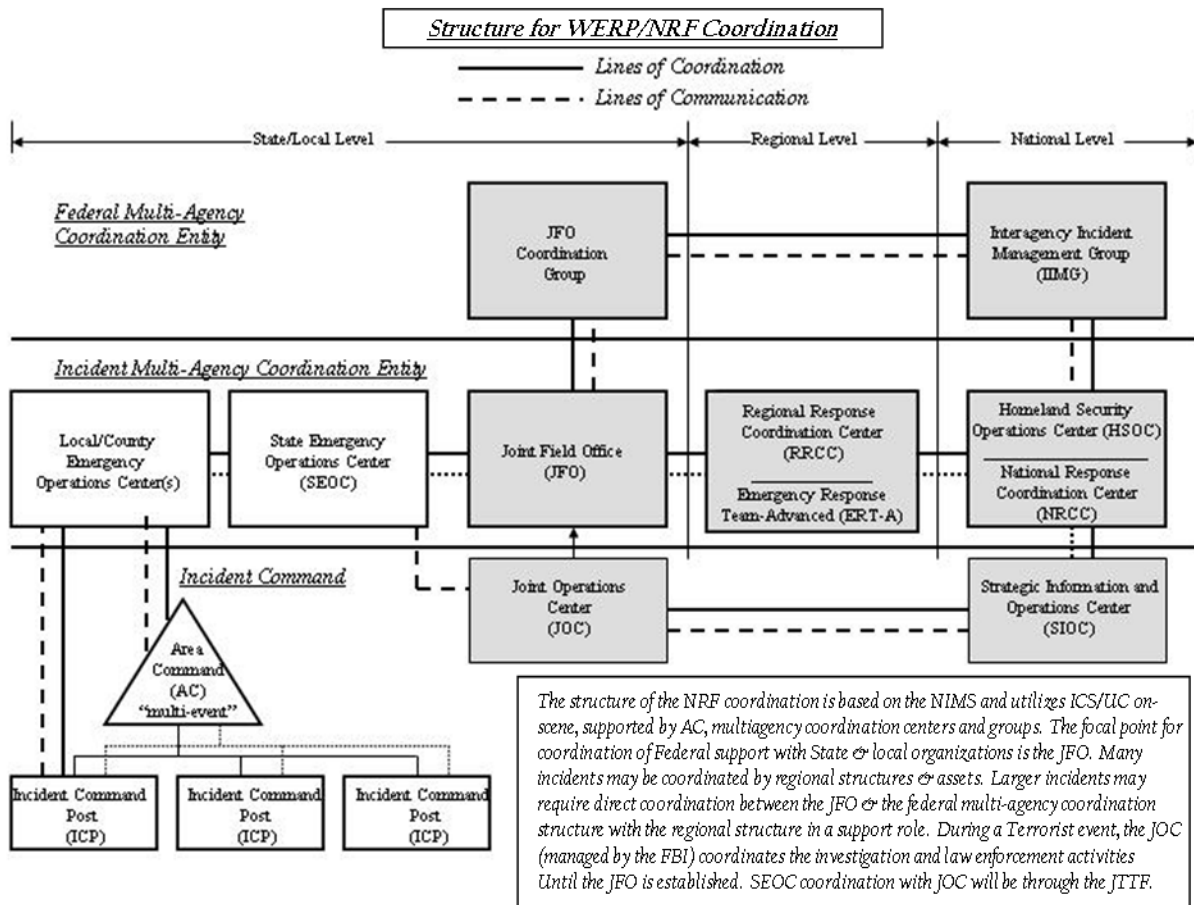 Structure for WERP/NRF Coordination
Lines of Coordination
Lines of Communication
State/Local Level
Regional Level
National Level
Federal Multi-Agency
Coordination Entity
JFO
Coordination
Group
Interagency Incident
Management Group
(IIMG)
Incident Multi-Agency Coordination Entity
Local/County
Emergency
Operations Center(s)
State Emergency
Operations Center
(SEOC)
Joint Field Office
(JFO)
Regional Response
Coordination Center
(RRCC)
Emergency Response
Team-Advanced (ERT-A)
Homeland Security
Operations Center (HSOC)
National Response
Coordination Center
(NRCC)
Incident Command
Area
Command
(AC)
“multi-event”
Joint Operations
Center
(JOC)
Strategic Information and
Operations Center
(SIOC)
Incident Command
Post
(ICP)
Incident Command
Post
(ICP)
Incident Command
Post
(ICP)
The structure of the NRF coordination is based on the NIMS and utilizes ICS/UC on-
scene, supported by AC, multiagency coordination centers and groups. The focal point for
coordination of Federal support with State & local organizations is the JFO. Many
incidents may be coordinated by regional structures & assets. Larger incidents may
require direct coordination between the JFO & the federal multi-agency coordination
structure with the regional structure in a support role. During a Terrorist event, the JOC
(managed by the FBI) coordinates the investigation and law enforcement activities
Until the JFO is established. SEOC coordination with JOC will be through the JTTF.